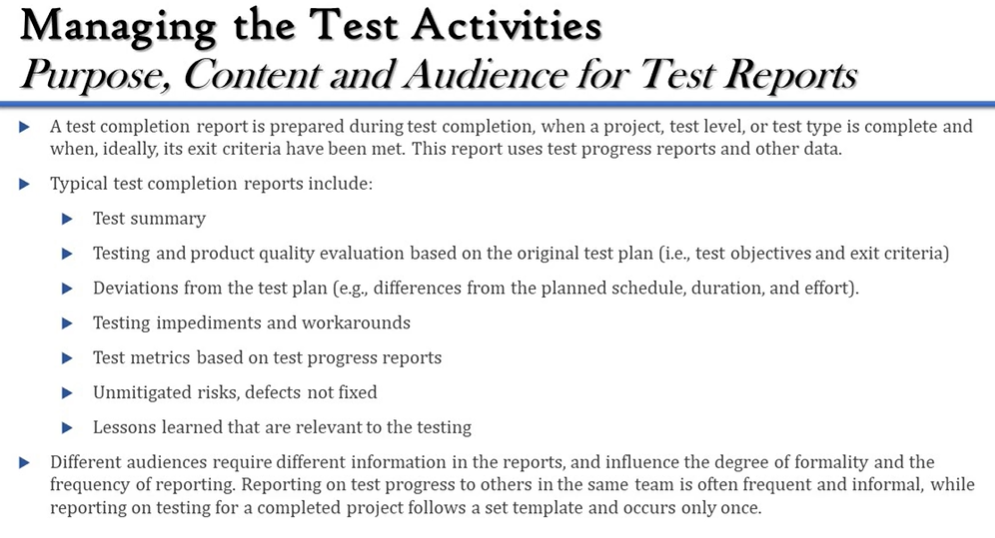 Managing the Test Activities
Purpose, Content and Audience for Test Reports
A test completion report is prepared during test completion, when a project, test level, or test type is complete and
when, ideally, its exit criteria have been met. This report uses test progress reports and other data.
Typical test completion reports include:
Test summary
Testing and product quality evaluation based on the original test plan (i.e., test objectives and exit criteria)
Deviations from the test plan (e.g., differences from the planned schedule, duration, and effort).
Testing impediments and workarounds
Test metrics based on test progress reports
Unmitigated risks, defects not fixed
Lessons learned that are relevant to the testing
Different audiences require different information in the reports, and influence the degree of formality and the
frequency of reporting. Reporting on test progress to others in the same team is often frequent and informal, while
reporting on testing for a completed project follows a set template and occurs only once.